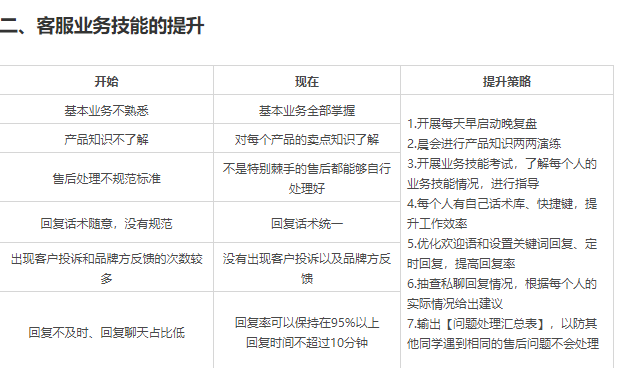 二、客服业务技能的提升
开始
现在
提升策略
基本业务不熟悉
基本业务全部掌握
产品知识不了解
对每个产品的卖点知识了解
售后处理不规范标准
不是特别棘手的售后都能够自行
处理好
回复话术随意，没有规范
回复话术统一
出现客户投诉和品牌方反馈的次数较
多
没有出现客户投诉以及品牌方反
馈
回复不及时、回复聊天占比低
回复率可以保持在95%以上
回复时间不超过10分钟
1.开展每天早启动晚复盘
2.晨会进行产品知识两两演练
3.开展业务技能考试，了解每个人的
业务技能情况，进行指导
4.每个人有自己话术库、快捷键，提
升工作效率
5.优化欢迎语和设置关键词回复、定
时回复，提高回复率
6.抽查私聊回复情况，根据每个人的
实际情况给出建议
7.输出【问题处理汇总表】，以防其
他同学遇到相同的售后问题不会处理